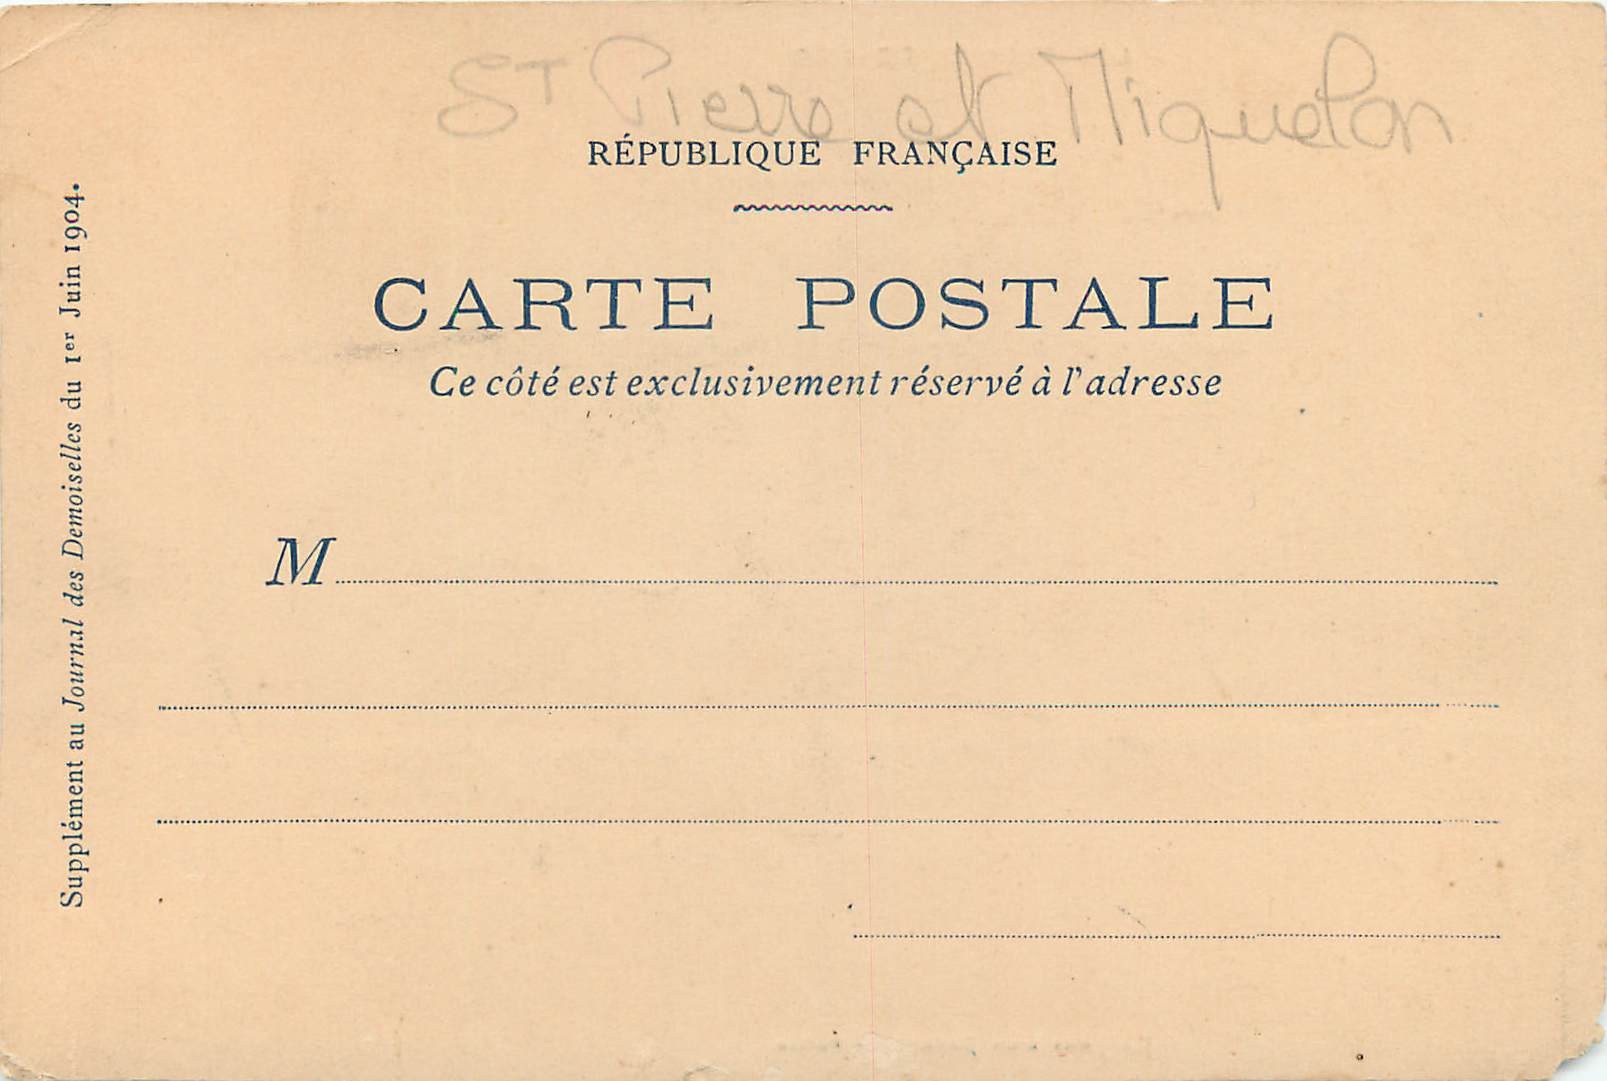 St Pierre et Miquelon
RÉPUBLIQUE FRANÇAISE
CARTE POSTALE
Ce côté est exclusivement réservé à l'adresse
M
Supplément au Journal des Demoiselles du 1er Juin 1904.